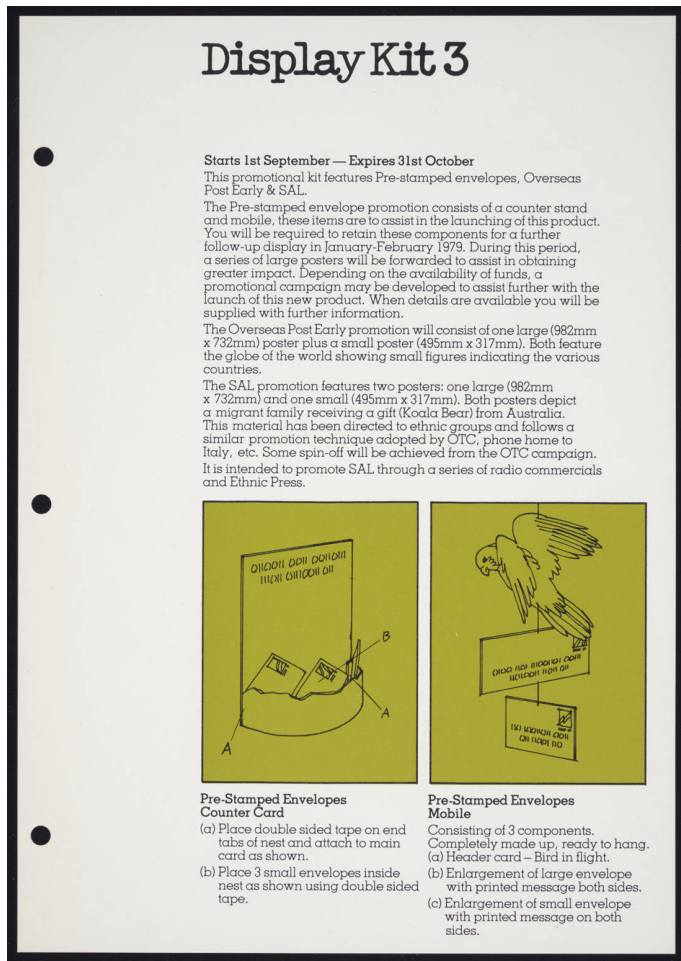 Display Kit 3
Starts 1st September — Expires 31st October
This promotional kit features Pre-stamped envelopes, Overseas
Post Early & SAL.
The Pre-stamped envelope promotion consists of a counter stand
and mobile, these items are to assist in the launching of this product.
You will be required to retain these components for a further
follow-up display in January-February 1979. During this period,
a series of large posters will be forwarded to assist in obtaining
greater impact. Depending on the availability of funds, a
promotional campaign may be developed to assist further with the
launch of this new product. When details are available you will be
supplied with further information.
The Overseas Post Early promotion will consist of one large (982mm
x 732mm) poster plus a small poster (495mm x 317mm). Both feature
the globe of the world showing small figures indicating the various
countries.
The SAL promotion features two posters: one large (982mm
x 732mm) and one small (495mm x 317mm). Both posters depict
a migrant family receiving a gift (Koala Bear) from Australia.
This material has been directed to ethnic groups and follows a
similar promotion technique adopted by OTC, phone home to
Italy, etc. Some spin-off will be achieved from the OTC campaign.
It is intended to promote SAL through a series of radio commercials
and Ethnic Press.
B
A
A
Pre-Stamped Envelopes
Counter Card
(a) Place double sided tape on end
tabs of nest and attach to main
card as shown.
(b) Place 3 small envelopes inside
nest as shown using double sided
tape.
Pre-Stamped Envelopes
Mobile
Consisting of 3 components.
Completely made up, ready to hang.
(a) Header card – Bird in flight.
(b) Enlargement of large envelope
with printed message both sides.
(c) Enlargement of small envelope
with printed message on both
sides.